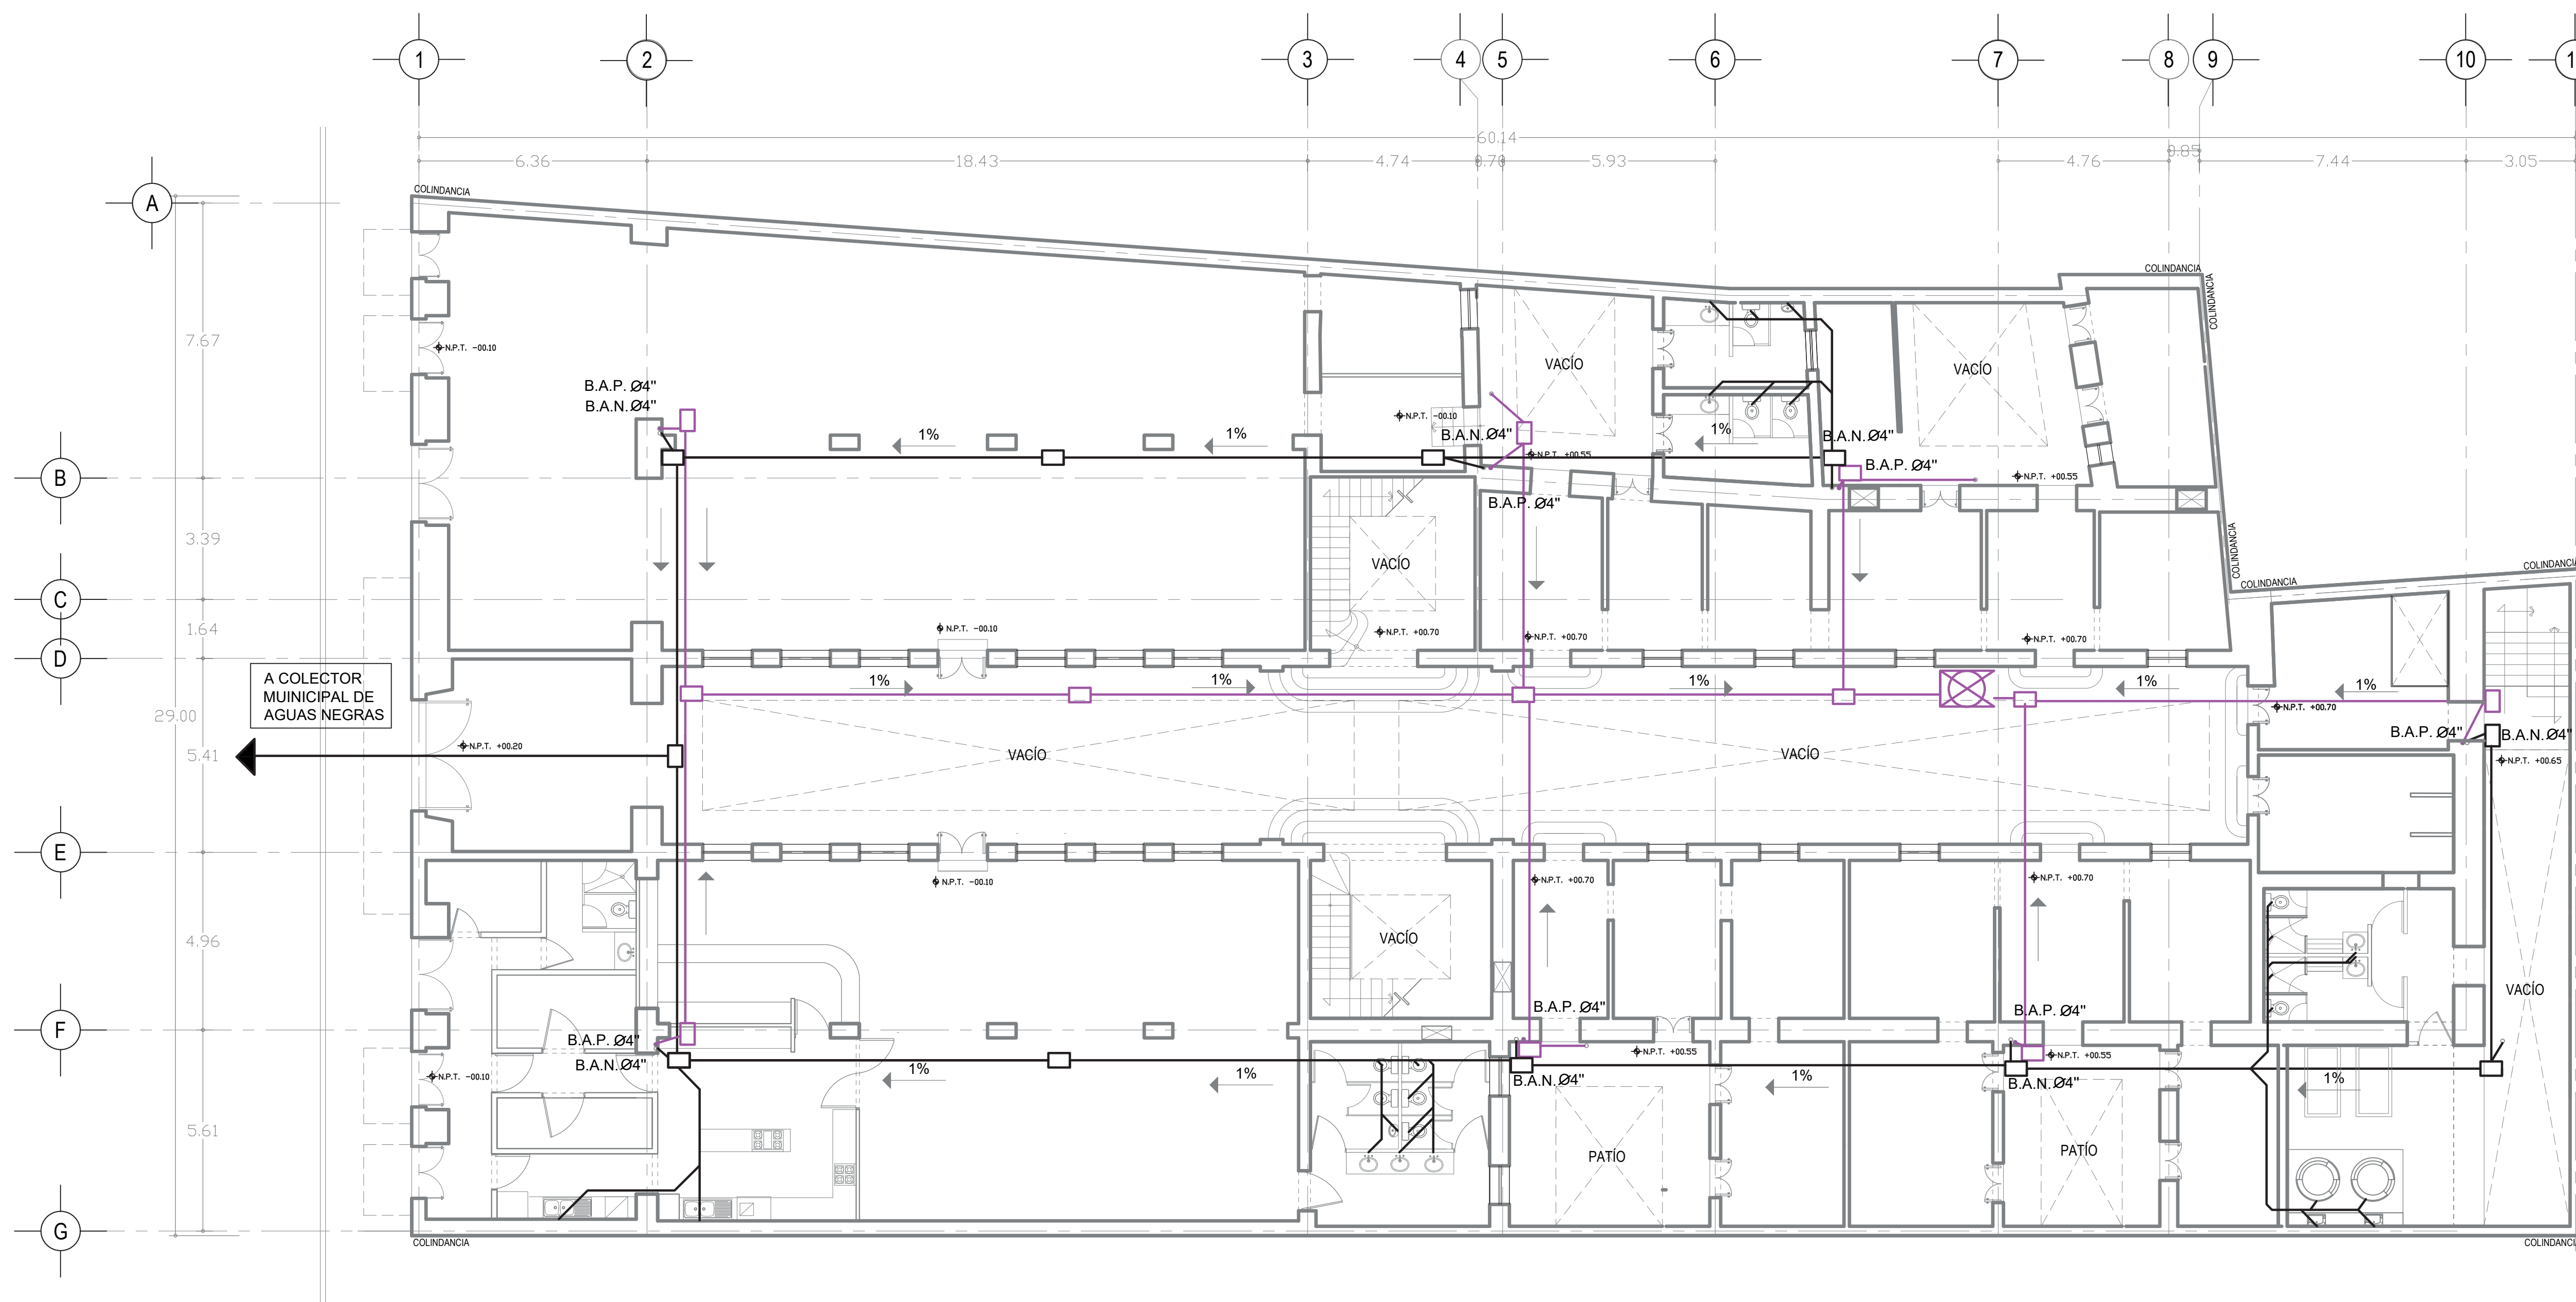 1 2 3 4 5 6 7 8 9 10
60.14
6.36 18.43 4.74 0.70 5.93 4.76 0.85 7.44 3.05
COLINDANCIA
A
COLINDANCIA
COLINDANCIA
7.67
N.P.T. -00.10
VACÍO
VACÍO
B.A.P. Ø4"
B.A.N. Ø4"
N.P.T. -00.10
1%
1%
B.A.N. Ø4"
1%
B.A.N. Ø4"
N.P.T. +00.55
B.A.P. Ø4"
N.P.T. +00.55
B
B.A.P. Ø4"
3.39
COLINDANCIA
VACÍO
COLINDANCIA
COLINDANCI
C
1.64
N.P.T. -00.10
N.P.T. +00.70
N.P.T. +00.70
N.P.T. +00.70
D
A COLECTOR
MUINICIPAL DE
AGUAS NEGRAS
1%
1%
1%
1%
1%
N.P.T. +00.70
29.00
B.A.P. Ø4"
B.A.N. Ø4"
N.P.T. +00.20
5.41
VACÍO
VACÍO
N.P.T. +00.65
E
N.P.T. -00.10
N.P.T. +00.70
N.P.T. +00.70
4.96
VACÍO
VACÍO
B.A.P. Ø4"
B.A.P. Ø4"
F
B.A.P. Ø4"
B.A.N. Ø4"
N.P.T. +00.55
N.P.T. +00.55
N.P.T. -00.10
1%
1%
B.A.N. Ø4"
1%
B.A.N. Ø4"
1%
5.61
PATÍO
PATÍO
G
COLINDANCIA
COLINDANCI